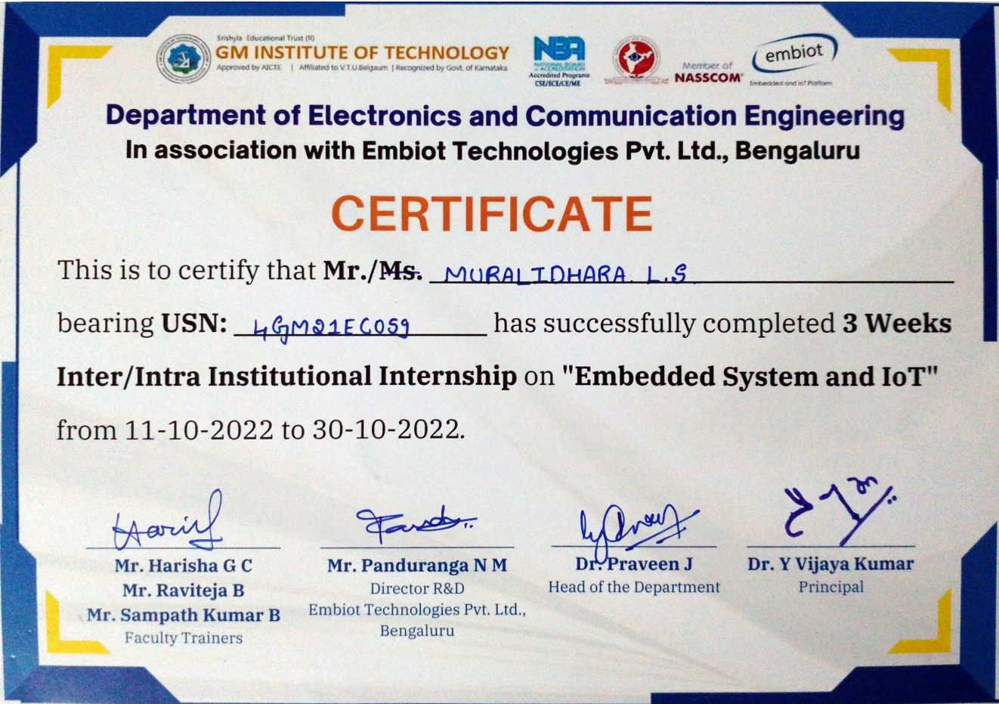 Srishyla Educational Trust (R)
GM INSTITUTE OF TECHNOLOGY
Approved by AICTE | Affiliated to V.T.U.Belgaum | Recognized by Govt. of Karnataka
NBA
NATIONAL BOARD
of ACCREDITATION
Accredited Programs
CSE/ECE/CE/ME
Member of
NASSCOM®
embiot
Embedded and IoT Platform
Department of Electronics and Communication Engineering
In association with Embiot Technologies Pvt. Ltd., Bengaluru
CERTIFICATE
This is to certify that Mr./Ms. MURALIDHARA L.S
bearing USN: 4GM21EC059 has successfully completed 3 Weeks
Inter/Intra Institutional Internship on "Embedded System and IoT"
from 11-10-2022 to 30-10-2022.
Mr. Harisha G C
Mr. Raviteja B
Mr. Sampath Kumar B
Faculty Trainers
Mr. Panduranga N M
Director R&D
Embiot Technologies Pvt. Ltd.,
Bengaluru
Dr. Praveen J
Head of the Department
Dr. Y Vijaya Kumar
Principal